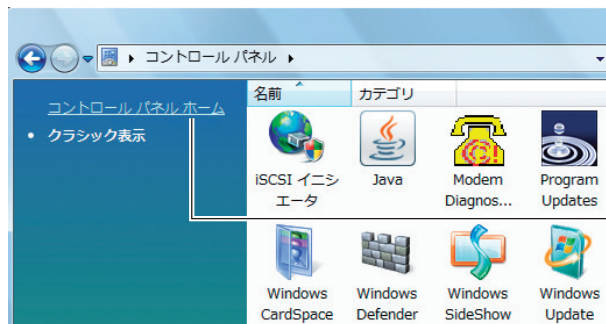 コントロール パネル
名前 カテゴリ
コントロール パネル ホーム
クラシック表示
iSCSI イニシ
エータ
Java
Modem
Diagnos...
Program
Updates
Windows
CardSpace
Windows
Defender
Windows
SideShow
Windows
Update